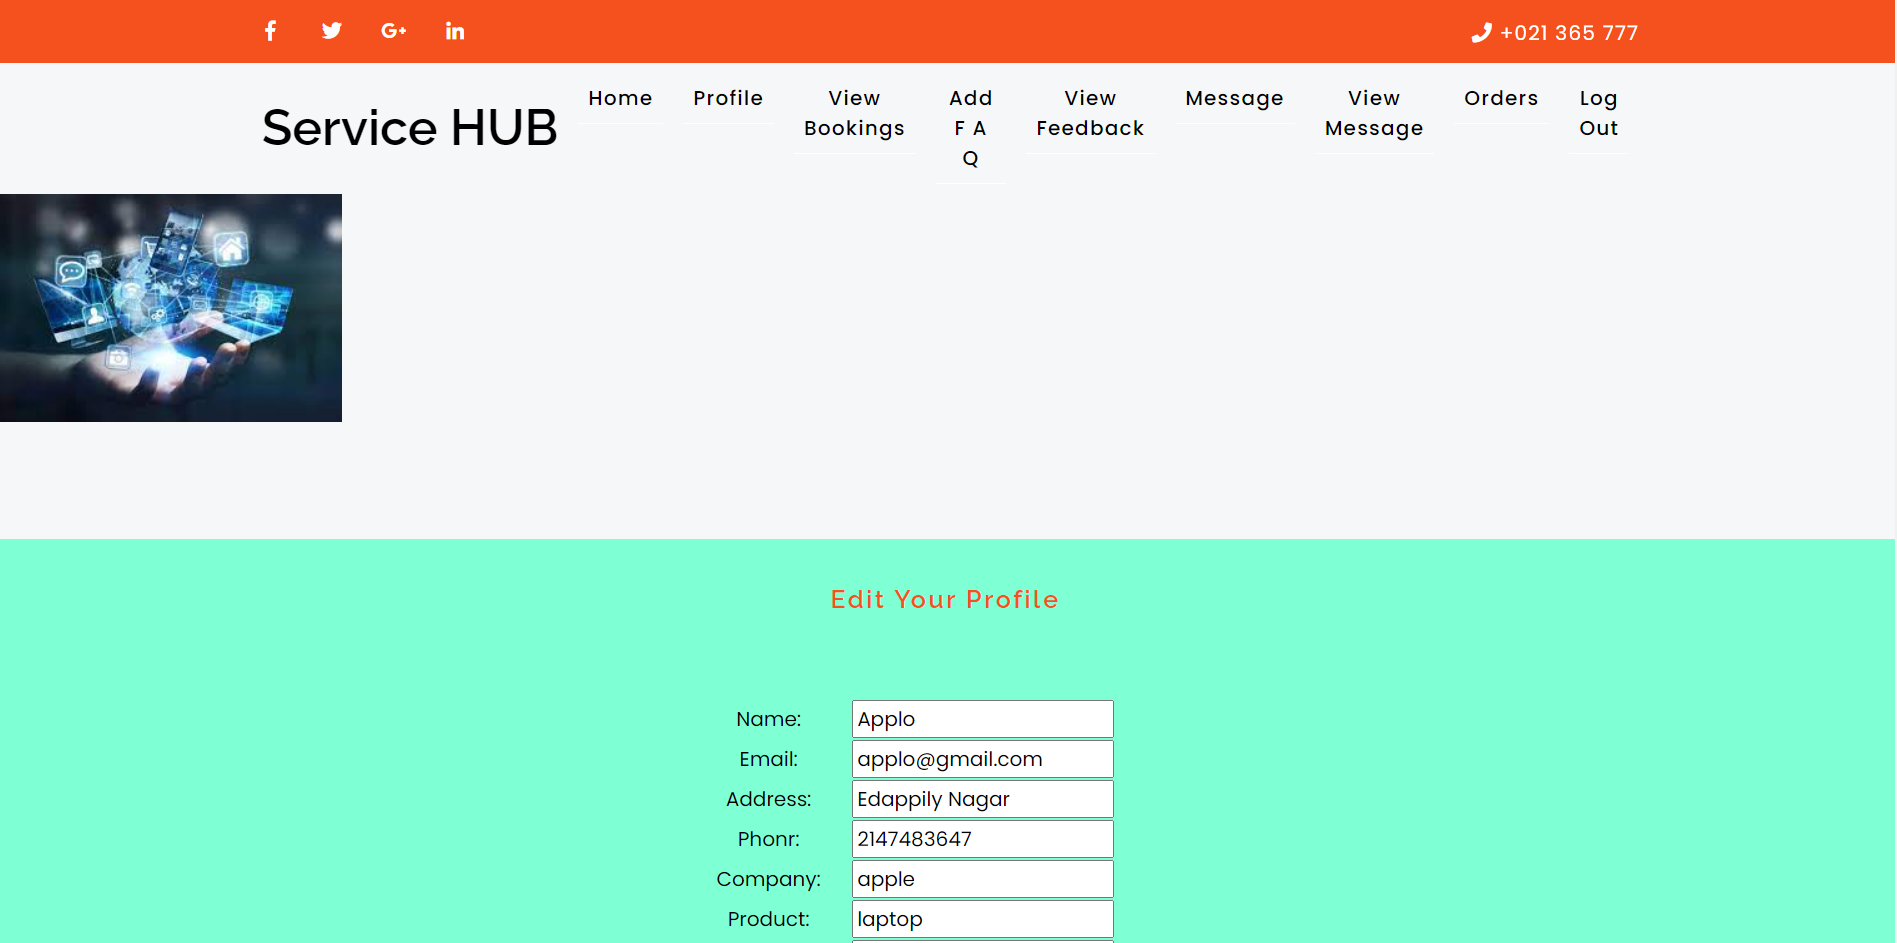 +021 365 777
Service HUB
Home
Profile
View
Bookings
Add
F A
Q
View
Feedback
Message
View
Message
Orders
Log
Out
Edit Your Profile
Name: Applo
Email: applo@gmail.com
Address: Edappily Nagar
Phonr: 2147483647
Company: apple
Product: laptop